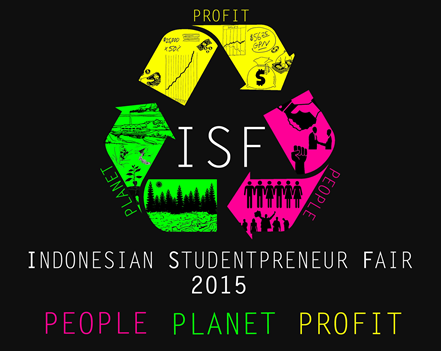 PROFIT
ISF
PLANET
PEOPLE
INDONESIAN STUDENTPRENEUR FAIR
2015
PEOPLE PLANET PROFIT